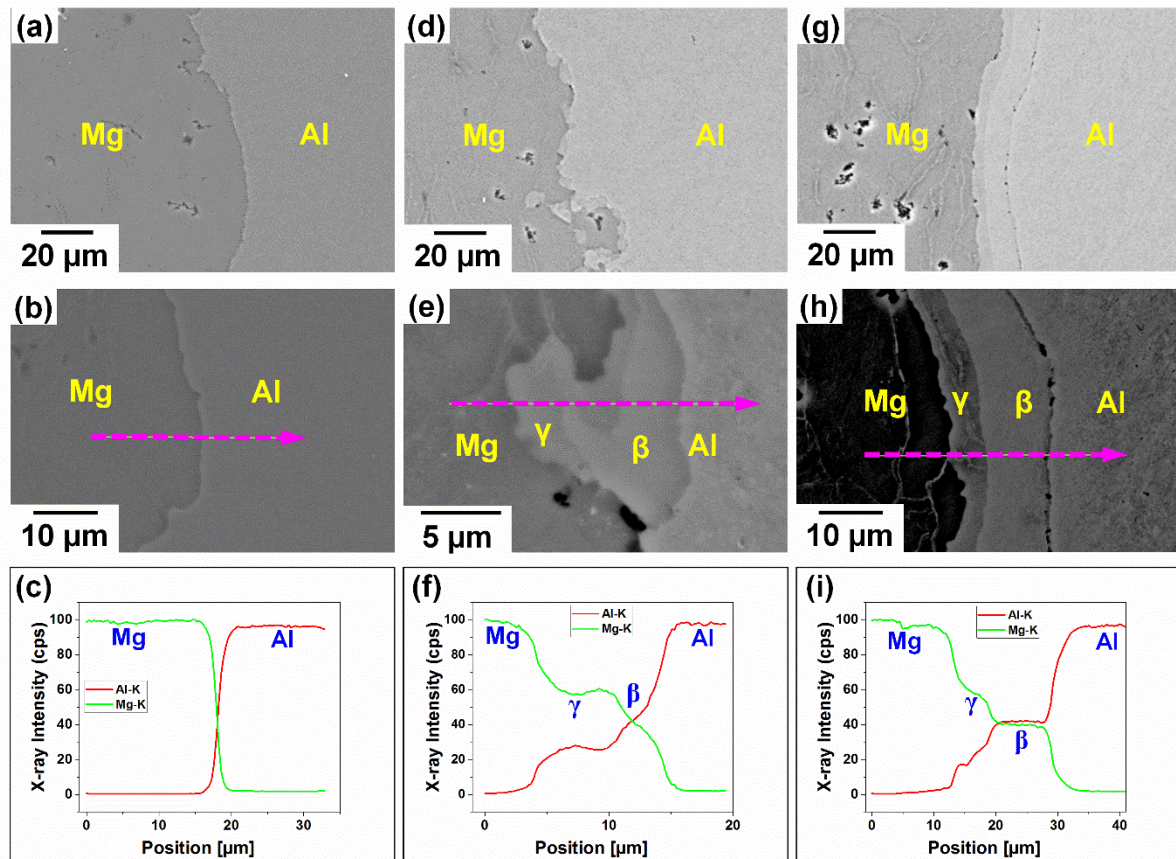 (a)
Mg
Al
20 µm
(d)
Mg
Al
20 µm
(g)
Mg
Al
20 µm
(b)
Mg
Al
10 µm
(e)
Mg
γ
β
Al
5 µm
(h)
Mg
γ
β
Al
10 µm
(c)
100
80
60
40
20
0
X-ray Intensity (cps)
Mg
Al
Al-K
Mg-K
0 10 20 30
Position [µm]
(f)
100
80
60
40
20
0
X-ray Intensity (cps)
Al-K
Mg-K
Mg
Al
γ
β
0 10 20
Position [µm]
(i)
100
80
60
40
20
0
X-ray Intensity (cps)
Al-K
Mg-K
Mg
Al
γ
β
0 10 20 30 40
Position [µm]